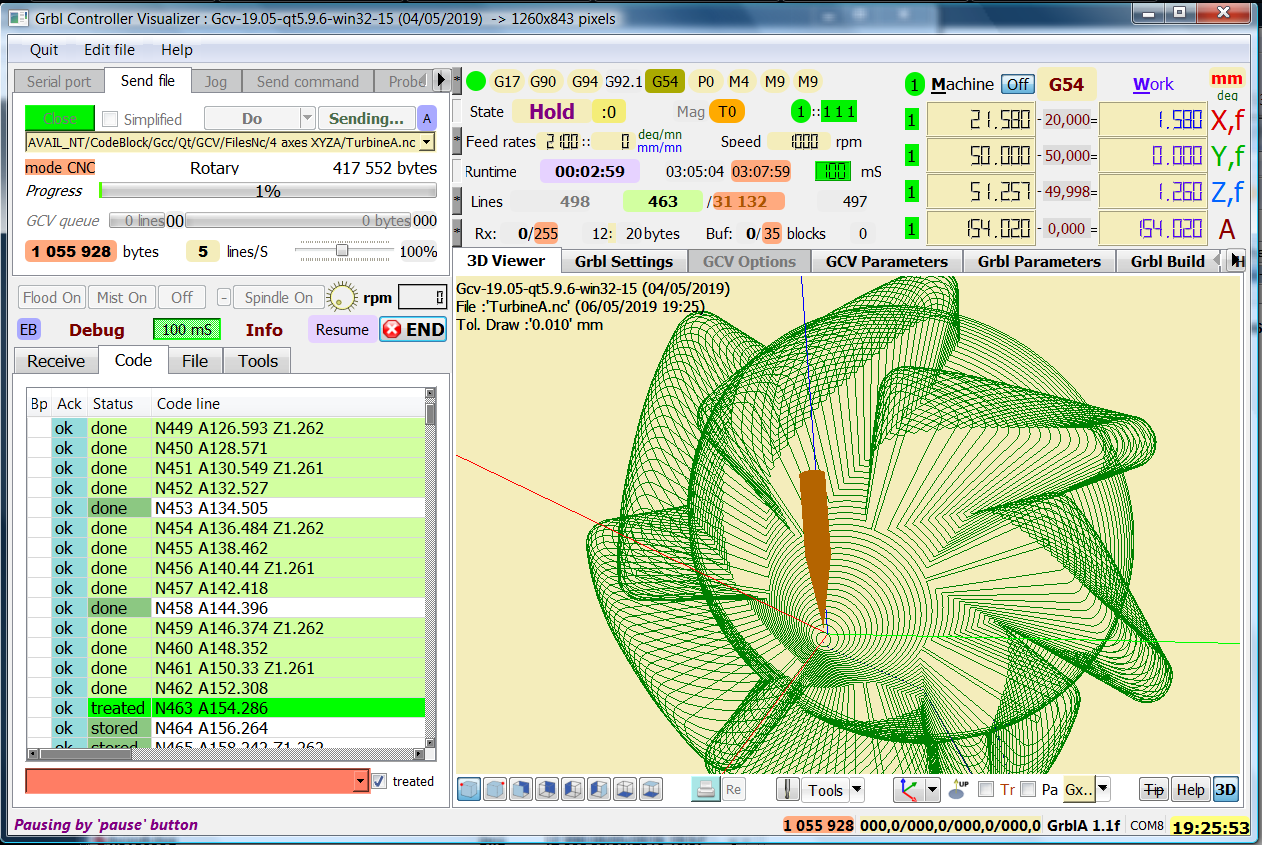 Grbl Controller Visualizer : Gcv-19.05-qt5.9.6-win32-15 (04/05/2019) -> 1260x843 pixels
Quit Edit file Help
Serial port Send file Jog Send command Probe
Close Simplified Do Sending... A
AVAIL_NT/CodeBlock/Gcc/Qt/GCV/FilesNc/4 axes XYZA/TurbineA.nc
mode CNC Rotary 417 552 bytes
Progress 1%
GCV queue 0 lines 00 0 bytes 000
1 055 928 bytes 5 lines/S 100%
Flood On Mist On Off - Spindle On rpm 0
EB Debug 100 mS Info Resume END
Receive Code File Tools
Bp Ack Status Code line
ok done N449 A126.593 Z1.262
ok done N450 A128.571
ok done N451 A130.549 Z1.261
ok done N452 A132.527
ok done N453 A134.505
ok done N454 A136.484 Z1.262
ok done N455 A138.462
ok done N456 A140.44 Z1.261
ok done N457 A142.418
ok done N458 A144.396
ok done N459 A146.374 Z1.262
ok done N460 A148.352
ok done N461 A150.33 Z1.261
ok done N462 A152.308
ok treated N463 A154.286
ok stored N464 A156.264
ok stored N465 A158.242 Z1.262
treated
Pausing by 'pause' button
* G17 G90 G94 G92.1 G54 P0 M4 M9 M9
State Hold :0 Mag T0 1 :: 1 1 1
* Feed rates 2100 :: 0 deg/mn mm/mn Speed 1000 rpm
Runtime 00:02:59 03:05:04 03:07:59 100 mS
* Lines 498 463 / 31 132 497
* Rx: 0/255 12: 20 bytes Buf: 0/35 blocks 0
1 Machine Off G54 Work mm deg
1 21.580 - 20,000= 1.580 X,f
1 50.000 - 50,000= 0.000 Y,f
1 51.257 - 49,998= 1.260 Z,f
1 154.020 - 0,000 = 154.020 A
3D Viewer Grbl Settings GCV Options GCV Parameters Grbl Parameters Grbl Build H
Gcv-19.05-qt5.9.6-win32-15 (04/05/2019)
File :'TurbineA.nc' (06/05/2019 19:25)
Tol. Draw :'0.010' mm
Re Tools UP Tr Pa Gx.. Tip Help 3D
1 055 928 000,0/000,0/000,0/000,0 GrblA 1.1f COM8 19:25:53